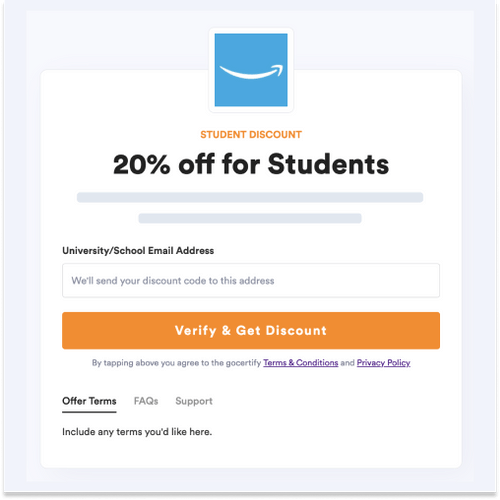 STUDENT DISCOUNT
20% off for Students
University/School Email Address
We'll send your discount code to this address
Verify & Get Discount
By tapping above you agree to the gocertify Terms & Conditions and Privacy Policy
Offer Terms FAQs Support
Include any terms you'd like here.